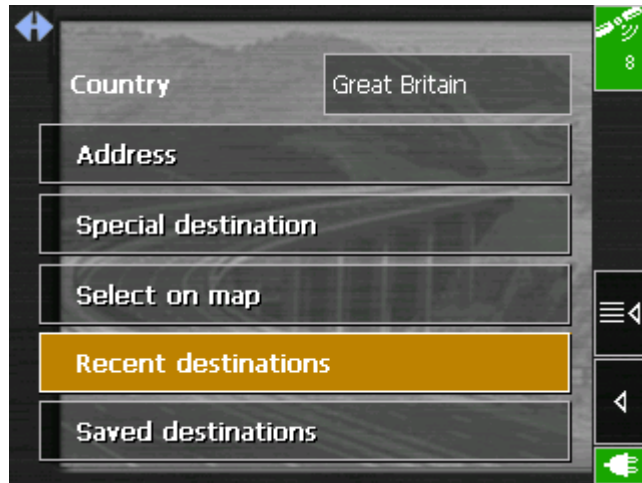 8
Country Great Britain
Address
Special destination
Select on map
Recent destinations
Saved destinations